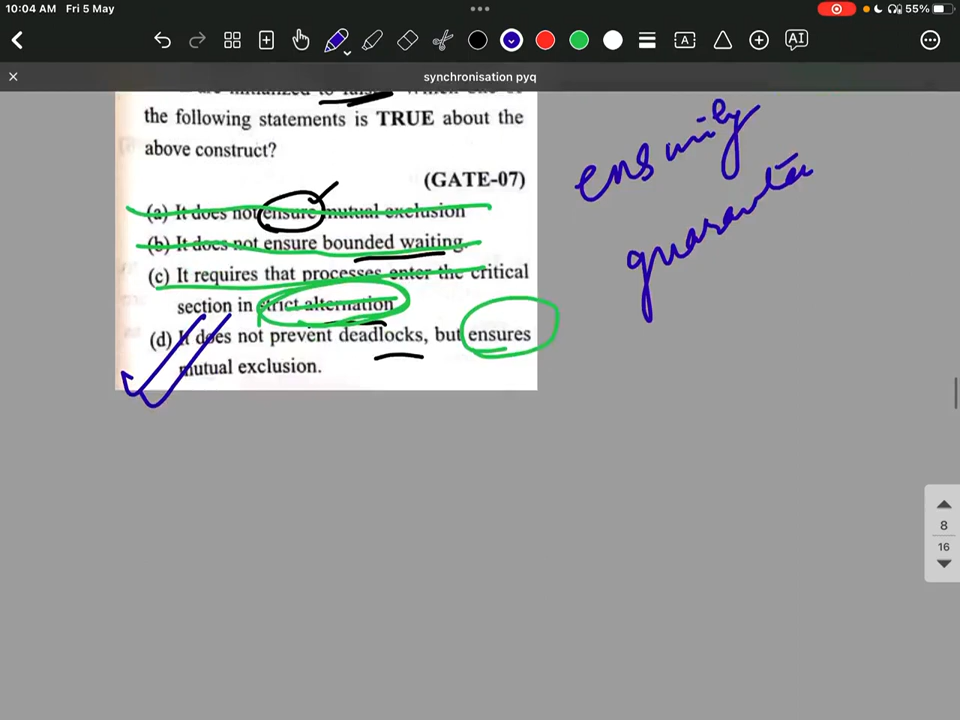 10:04 AM Fri 5 May
55%
synchronisation pyq
the following statements is TRUE about the
above construct?
(GATE-07)
(a) It does not ensure mutual exclusion
(b) It does not ensure bounded waiting.
(c) It requires that processes enter the critical
section in strict alternation
(d) It does not prevent deadlocks, but ensures
mutual exclusion.
guarantee
8
16